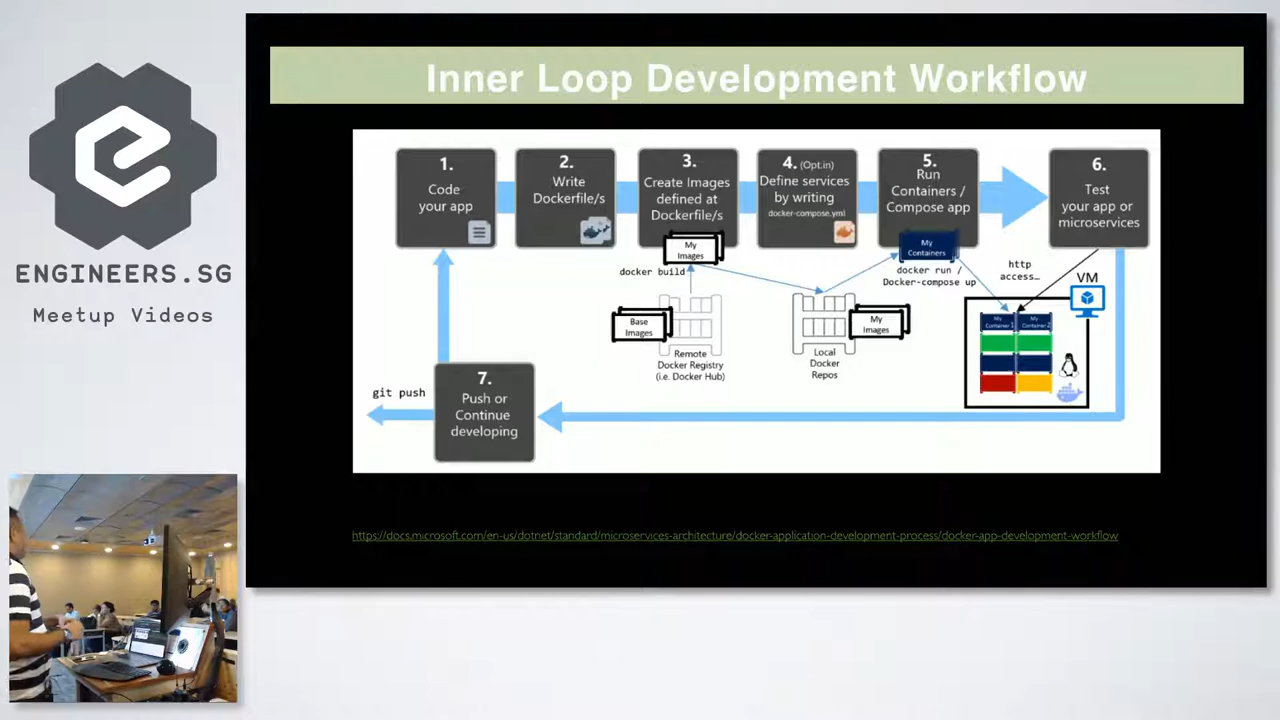 Inner Loop Development Workflow
ENGINEERS.SG
Meetup Videos
1.
Code
your app
2.
Write
Dockerfile/s
3.
Create Images
defined at
Dockerfile/s
4. (Opt.in)
Define services
by writing
docker-compose.yml
5.
Run
Containers /
Compose app
6.
Test
your app or
microservices
My
Images
docker build
My
Containers
docker run /
Docker-compose up
http
access…
VM
Base
Images
Remote
Docker Registry
(i.e. Docker Hub)
My
Images
Local
Docker
Repos
My
Container 1
My
Container 2
git push
7.
Push or
Continue
developing
https://docs.microsoft.com/en-us/dotnet/standard/microservices-architecture/docker-application-development-process/docker-app-development-workflow